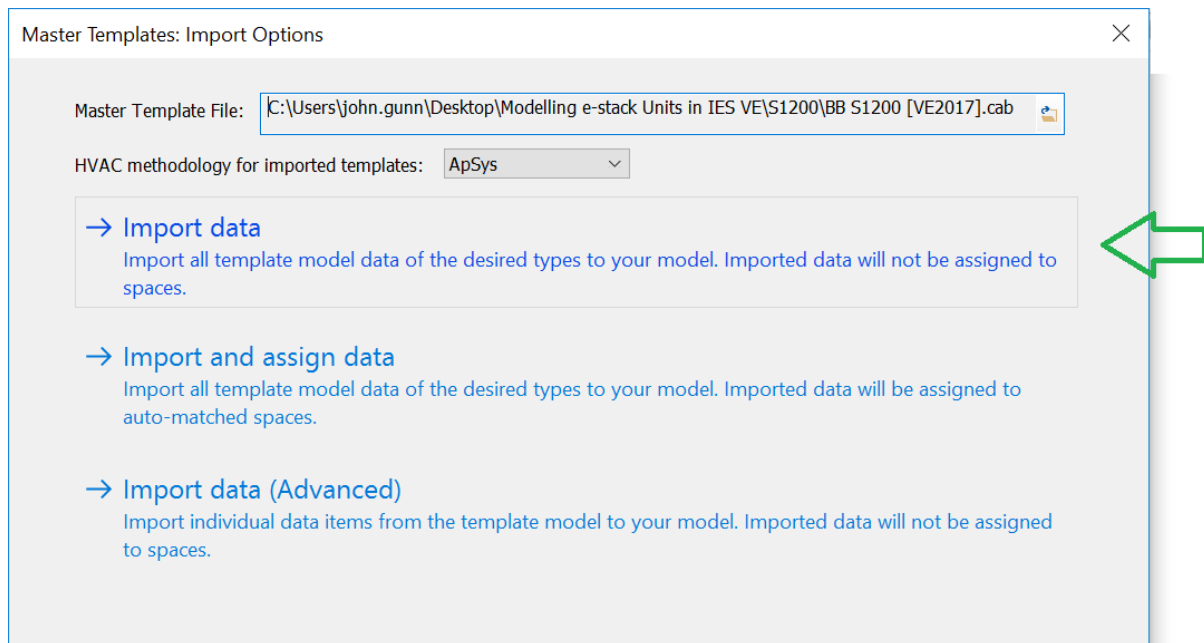 Master Templates: Import Options
Master Template File: C:\Users\john.gunn\Desktop\Modelling e-stack Units in IES VE\S1200\BB S1200 [VE2017].cab
HVAC methodology for imported templates: ApSys
Import data
Import all template model data of the desired types to your model. Imported data will not be assigned to
spaces.
Import and assign data
Import all template model data of the desired types to your model. Imported data will be assigned to
auto-matched spaces.
Import data (Advanced)
Import individual data items from the template model to your model. Imported data will not be assigned
to spaces.